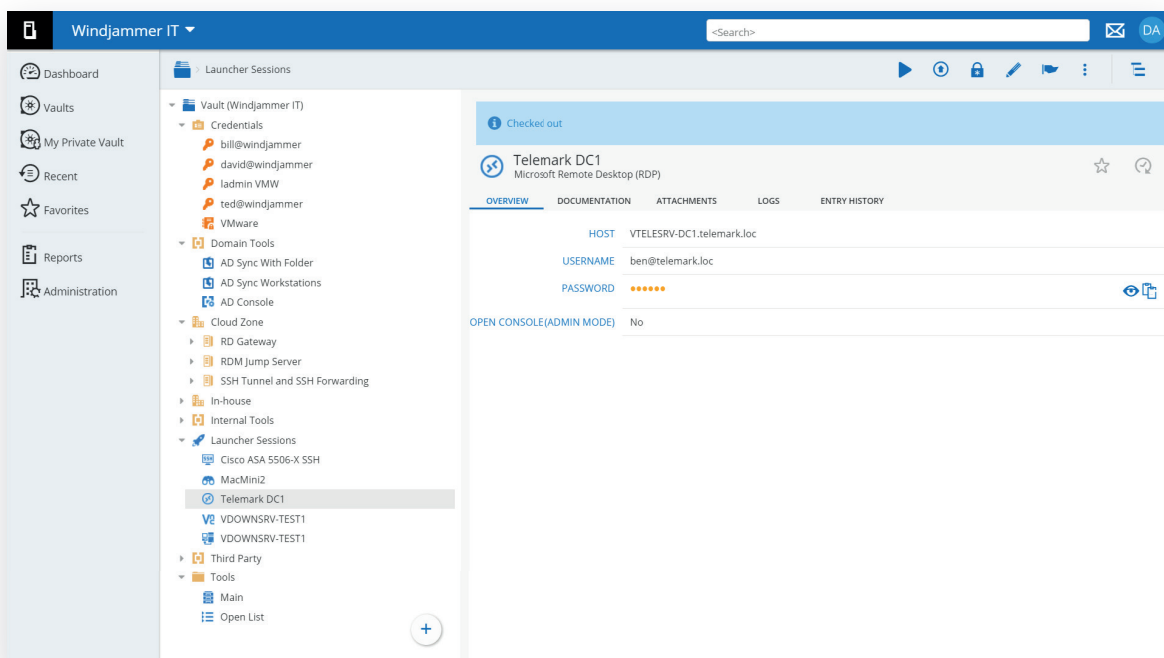 Windjammer IT
<Search>
DA
Dashboard
Vaults
My Private Vault
Recent
Favorites
Reports
Administration
Launcher Sessions
Vault (Windjammer IT)
Credentials
bill@windjammer
david@windjammer
ladmin VMW
ted@windjammer
VMware
Domain Tools
AD Sync With Folder
AD Sync Workstations
AD Console
Cloud Zone
RD Gateway
RDM Jump Server
SSH Tunnel and SSH Forwarding
In-house
Internal Tools
Launcher Sessions
Cisco ASA 5506-X SSH
MacMini2
Telemark DC1
VDOWNSRV-TEST1
VDOWNSRV-TEST1
Third Party
Tools
Main
Open List
Checked out
Telemark DC1
Microsoft Remote Desktop (RDP)
OVERVIEW DOCUMENTATION ATTACHMENTS LOGS ENTRY HISTORY
HOST VTELESRV-DC1.telemark.loc
USERNAME ben@telemark.loc
PASSWORD ••••••
OPEN CONSOLE(ADMIN MODE) No